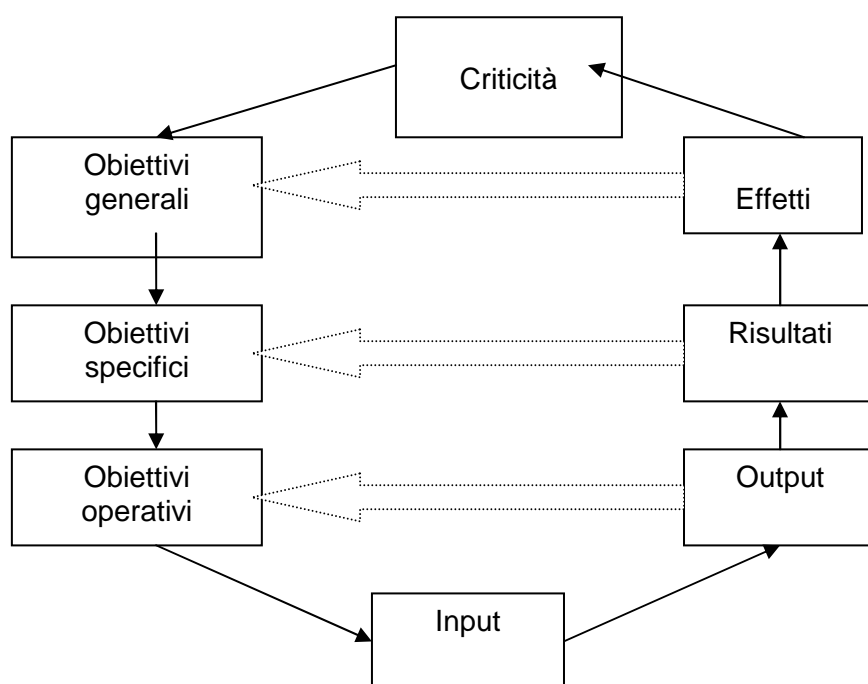 Criticità
Obiettivi
generali
Effetti
Obiettivi
specifici
Risultati
Obiettivi
operativi
Output
Input